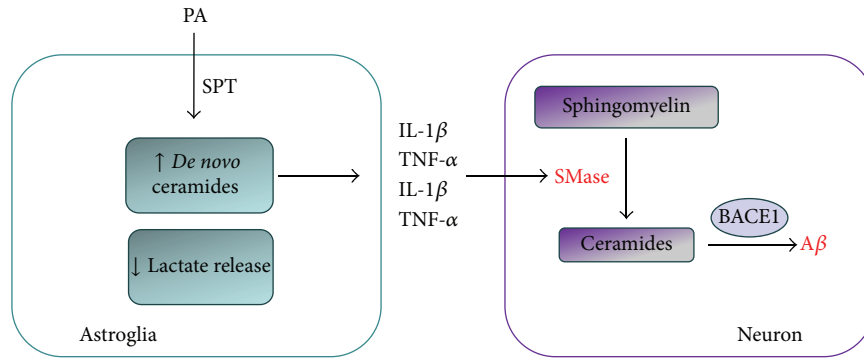 PA
SPT
↑ De novo
ceramides
↓ Lactate release
Astroglia
IL-1β
TNF-α
IL-1β
TNF-α
Sphingomyelin
SMase
Ceramides
BACE1
Aβ
Neuron